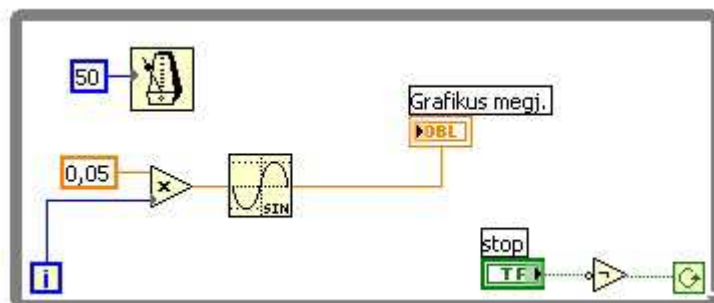 50
Grafikus megj.
DBL
0,05
×
SIN
i
stop
TF